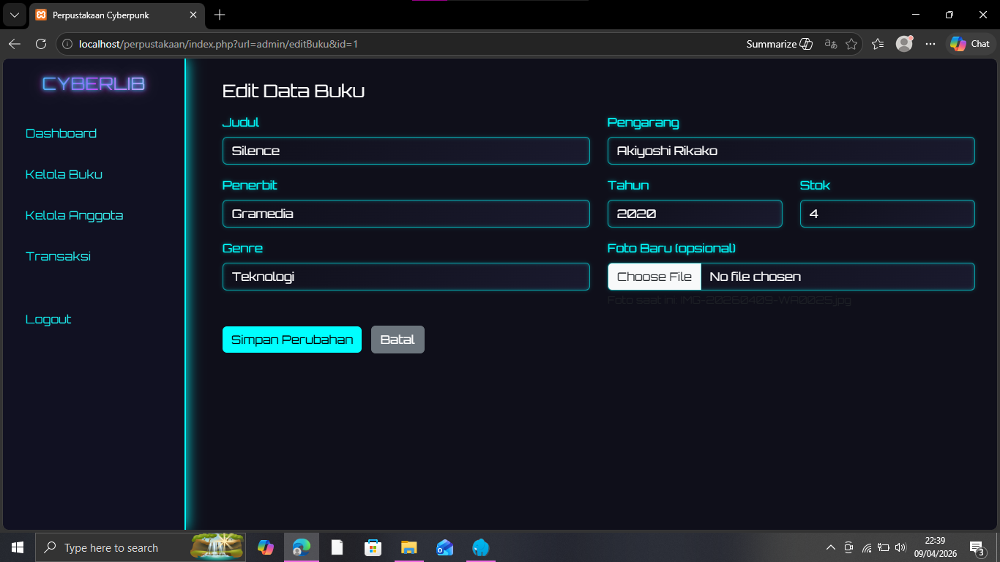 Perpustakaan Cyberpunk
localhost/perpustakaan/index.php?url=admin/editBuku&id=1
Summarize
Chat
CYBERLIB
Dashboard
Kelola Buku
Kelola Anggota
Transaksi
Logout
Edit Data Buku
Judul
Pengarang
Silence
Akiyoshi Rikako
Penerbit
Tahun
Stok
Gramedia
2020
4
Genre
Foto Baru (opsional)
Teknologi
Choose File No file chosen
Foto saat ini: IMG-20260409-WA0025.jpg
Simpan Perubahan
Batal
Type here to search
22:39
09/04/2026
3